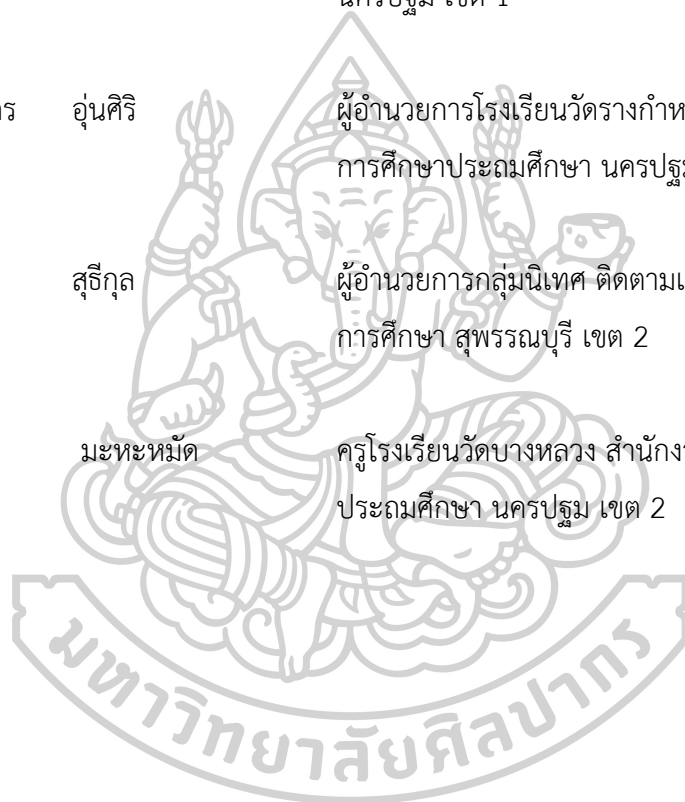 นครปฐม เขต 1
อุ่นศิริ ผู้อำนวยการโรงเรียนวัดรางกำห
การศึกษาประถมศึกษา นครปฐม
สุธีกุล ผู้อำนวยการกลุ่มนิเทศ ติดตามแ
การศึกษา สุพรรณบุรี เขต 2
มะหะหมัด ครูโรงเรียนวัดบางหลวง สำนักงา
ประถมศึกษา นครปฐม เขต 2
มหาวิทยาลัยศิลปากร